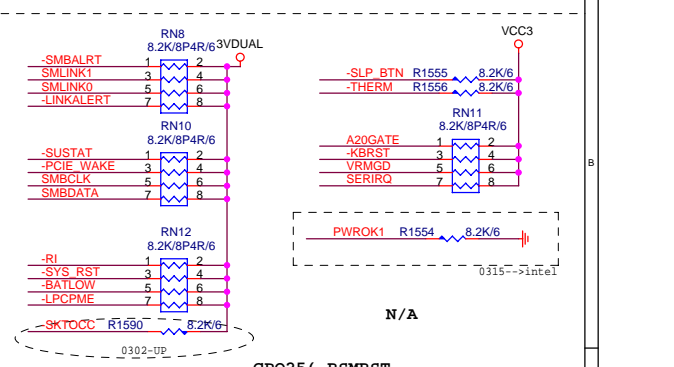 RN8
8.2K/8P4R/6
3VDUAL
-SMBALRT 1 2
SMLINK1 3 4
SMLINK0 5 6
-LINKALERT 7 8
RN10
8.2K/8P4R/6
-SUSTAT 1 2
-PCIE_WAKE 3 4
SMBCLK 5 6
SMBDATA 7 8
RN12
8.2K/8P4R/6
-RI 1 2
-SYS_RST 3 4
-BATLOW 5 6
-LPCPME 7 8
-SKTOCC R1590 8.2K/6
0302-UP
VCC3
-SLP_BTN R1555 8.2K/6
-THERM R1556 8.2K/6
RN11
8.2K/8P4R/6
A20GATE 1 2
-KBRST 3 4
VRMGD 5 6
SERIRQ 7 8
PWROK1 R1554 8.2K/6
0315-->intel
N/A
B